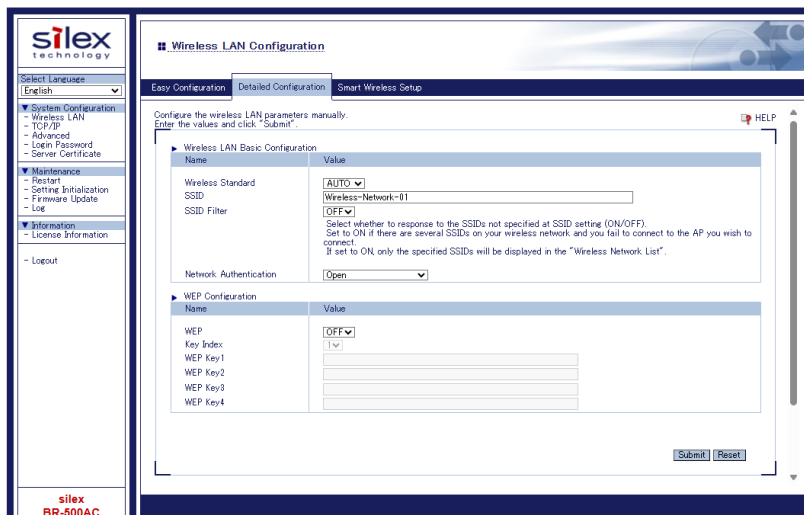 silex
technology
Select Language
English
▼ System Configuration
- Wireless LAN
- TCP/IP
- Advanced
- Login Password
- Server Certificate
▼ Maintenance
- Restart
- Setting Initialization
- Firmware Update
- Log
▼ Information
- License Information
- Logout
silex
BR-500AC
Wireless LAN Configuration
Easy Configuration Detailed Configuration Smart Wireless Setup
Configure the wireless LAN parameters manually.
Enter the values and click "Submit".
HELP
Wireless LAN Basic Configuration
Name Value
Wireless Standard AUTO
SSID Wireless-Network-01
SSID Filter OFF
Select whether to response to the SSIDs not specified at SSID setting (ON/OFF).
Set to ON if there are several SSIDs on your wireless network and you fail to connect to the AP you wish to
connect.
If set to ON, only the specified SSIDs will be displayed in the "Wireless Network List".
Network Authentication Open
WEP Configuration
Name Value
WEP OFF
Key Index 1
WEP Key1
WEP Key2
WEP Key3
WEP Key4
Submit Reset